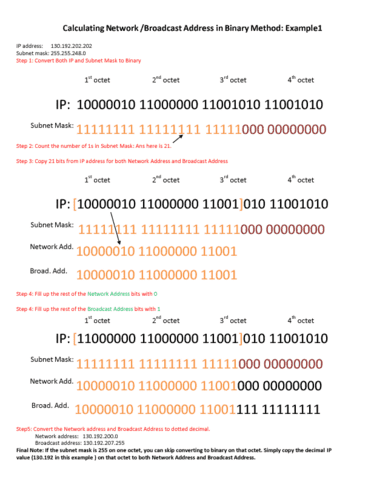 Calculating Network /Broadcast Address in Binary Method: Example1
IP address: 130.192.202.202
Subnet mask: 255.255.248.0
Step 1: Convert Both IP and Subnet Mask to Binary
1st octet 2nd octet 3rd octet 4th octet
IP: 10000010 11000000 11001010 11001010
Subnet Mask: 11111111 11111111 11111000 00000000
Step 2: Count the number of 1s in Subnet Mask: Ans here is 21.
Step 3: Copy 21 bits from IP address for both Network Address and Broadcast Address
1st octet 2nd octet 3rd octet 4th octet
IP: [10000010 11000000 11001]010 11001010
Subnet Mask: 11111111 11111111 11111000 00000000
Network Add. 10000010 11000000 11001
Broad. Add. 10000010 11000000 11001
Step 4: Fill up the rest of the Network Address bits with 0
Step 4: Fill up the rest of the Broadcast Address bits with 1
1st octet 2nd octet 3rd octet 4th octet
IP: [11000000 11000000 11001]010 11001010
Subnet Mask: 11111111 11111111 11111000 00000000
Network Add. 10000010 11000000 11001000 00000000
Broad. Add. 10000010 11000000 11001111 11111111
Step5: Convert the Network address and Broadcast Address to dotted decimal.
Network address: 130.192.200.0
Broadcast address: 130.192.207.255
Final Note: If the subnet mask is 255 on one octet, you can skip converting to binary on that octet. Simply copy the decimal IP
value (130.192 in this example ) on that octet to both Network Address and Broadcast Address.